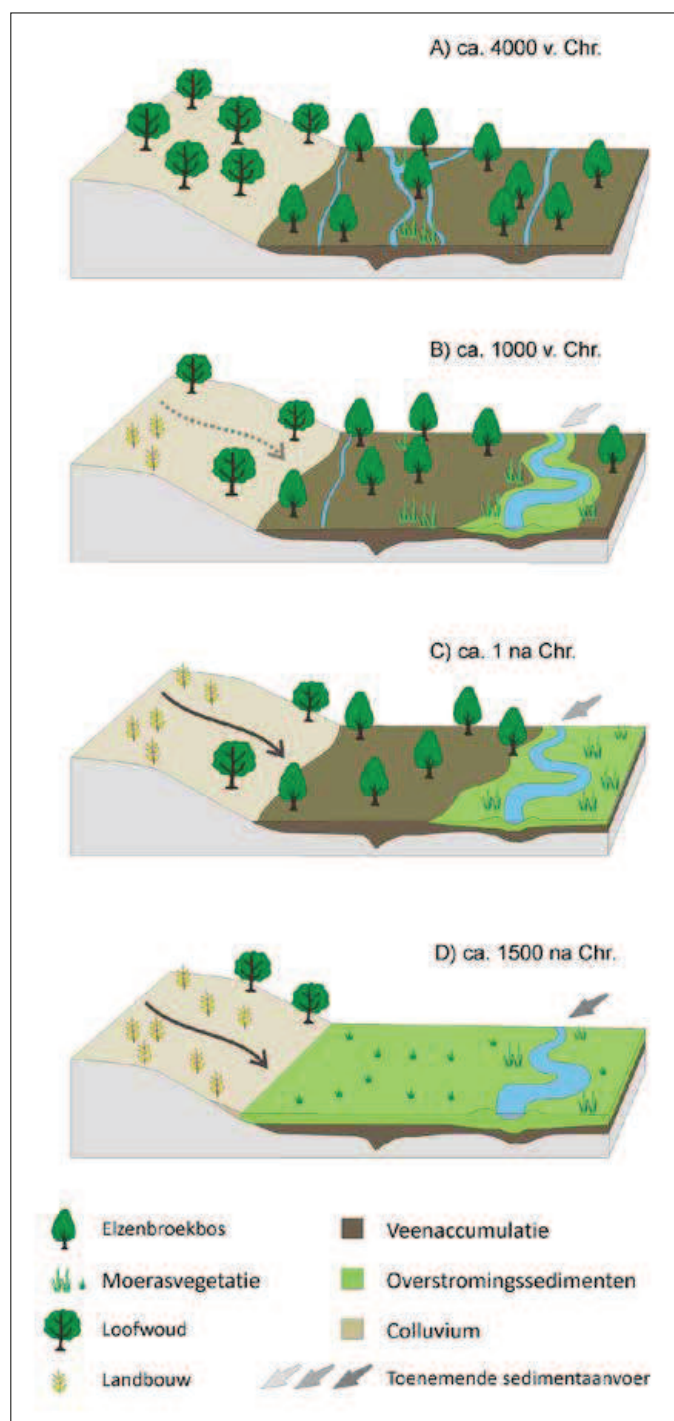 A) ca. 4000 v. Chr.
B) ca. 1000 v. Chr.
C) ca. 1 na Chr.
D) ca. 1500 na Chr.
Elzenbroekbos
Veenaccumulatie
Moerasvegetatie
Overstromingssedimenten
Loofwoud
Colluvium
Landbouw
Toenemende sedimentaanvoer